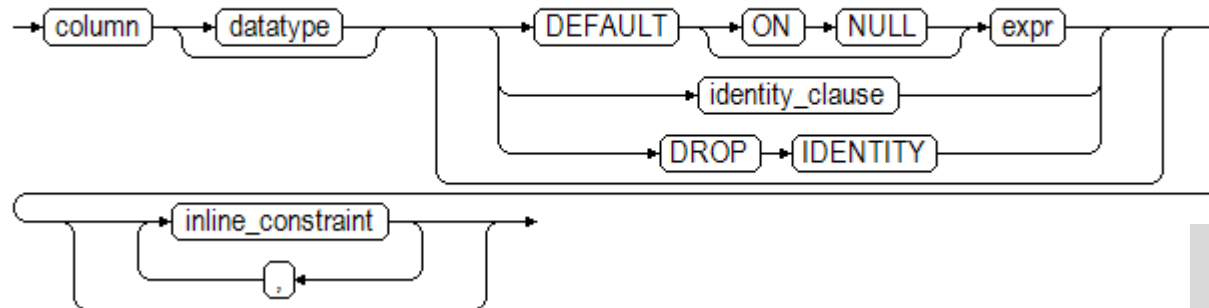 column datatype DEFAULT ON NULL expr
identity_clause
DROP IDENTITY
inline_constraint
,